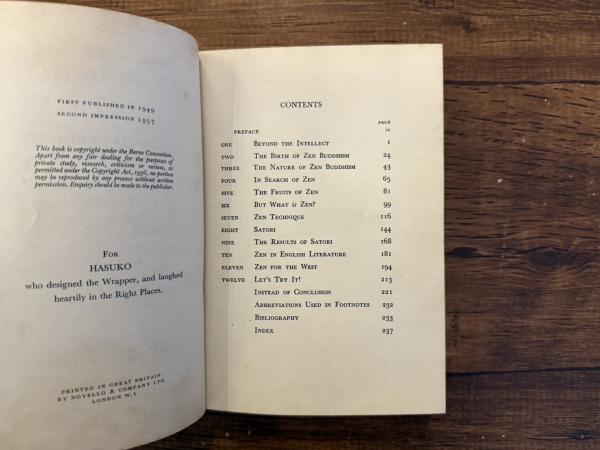 FIRST PUBLISHED IN 1949
SECOND IMPRESSION 1957
This book is copyright under the Berne Convention.
Apart from any fair dealing for the purposes of
private study, research, criticism or review, as
permitted under the Copyright Act, 1956, no portion
may be reproduced by any process without written
permission. Enquiry should be made to the publisher.
FOR
HASUKO
who designed the Wrapper, and laughed
heartily in the Right Places.
PRINTED IN GREAT BRITAIN
BY NOVELLO & COMPANY LTD
LONDON W.1
CONTENTS
PAGE
PREFACE ix
ONE BEYOND THE INTELLECT 1
TWO THE BIRTH OF ZEN BUDDHISM 24
THREE THE NATURE OF ZEN BUDDHISM 43
FOUR IN SEARCH OF ZEN 65
FIVE THE FRUITS OF ZEN 81
SIX BUT WHAT is ZEN? 99
SEVEN ZEN TECHNIQUE 116
EIGHT SATORI 144
NINE THE RESULTS OF SATORI 168
TEN ZEN IN ENGLISH LITERATURE 181
ELEVEN ZEN FOR THE WEST 194
TWELVE LET'S TRY IT! 213
INSTEAD OF CONCLUSION 221
ABBREVIATIONS USED IN FOOTNOTES 232
BIBLIOGRAPHY 233
INDEX 237